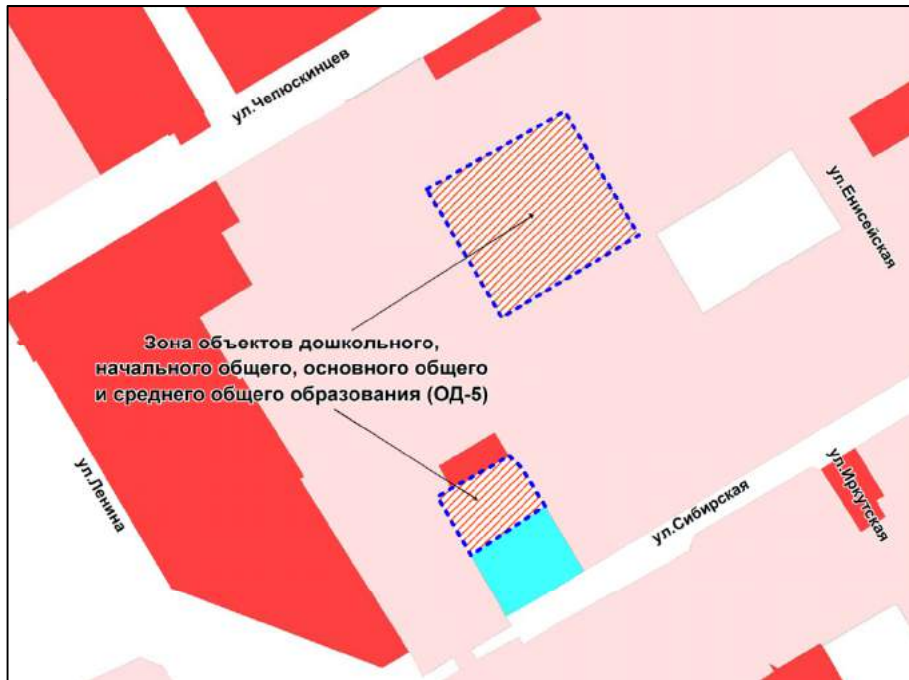 ул.Чепюскинцев
ул.Енисейская
Зона объектов дошкольного,
начального общего, основного общего
и среднего общего образования (ОД-5)
ул.Ленина
ул.Сибирская
ул.Иркутская